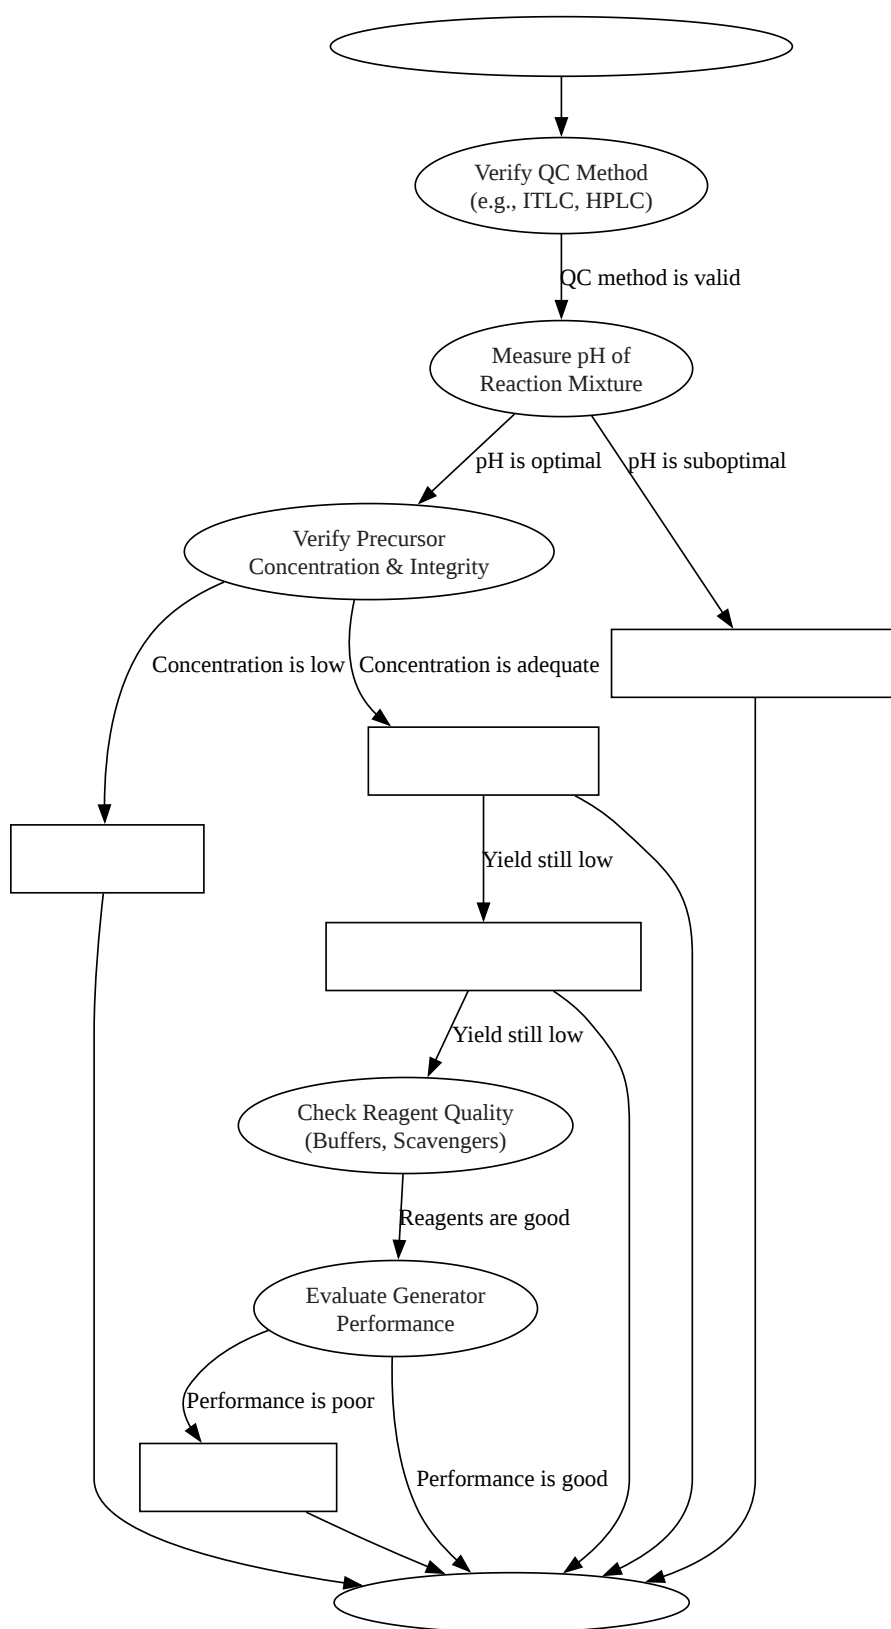 Verify QC Method
(e.g., ITLC, HPLC)
QC method is valid
Measure pH of
Reaction Mixture
pH is optimal
pH is suboptimal
Verify Precursor
Concentration & Integrity
Concentration is low
Concentration is adequate
Yield still low
Yield still low
Check Reagent Quality
(Buffers, Scavengers)
Reagents are good
Evaluate Generator
Performance
Performance is poor
Performance is good